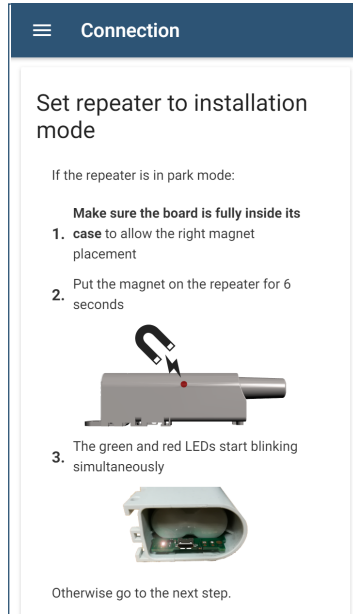 Connection
Set repeater to installation
mode
If the repeater is in park mode:
Make sure the board is fully inside its
1. case to allow the right magnet
placement
2. Put the magnet on the repeater for 6
seconds
3. The green and red LEDs start blinking
simultaneously
Otherwise go to the next step.